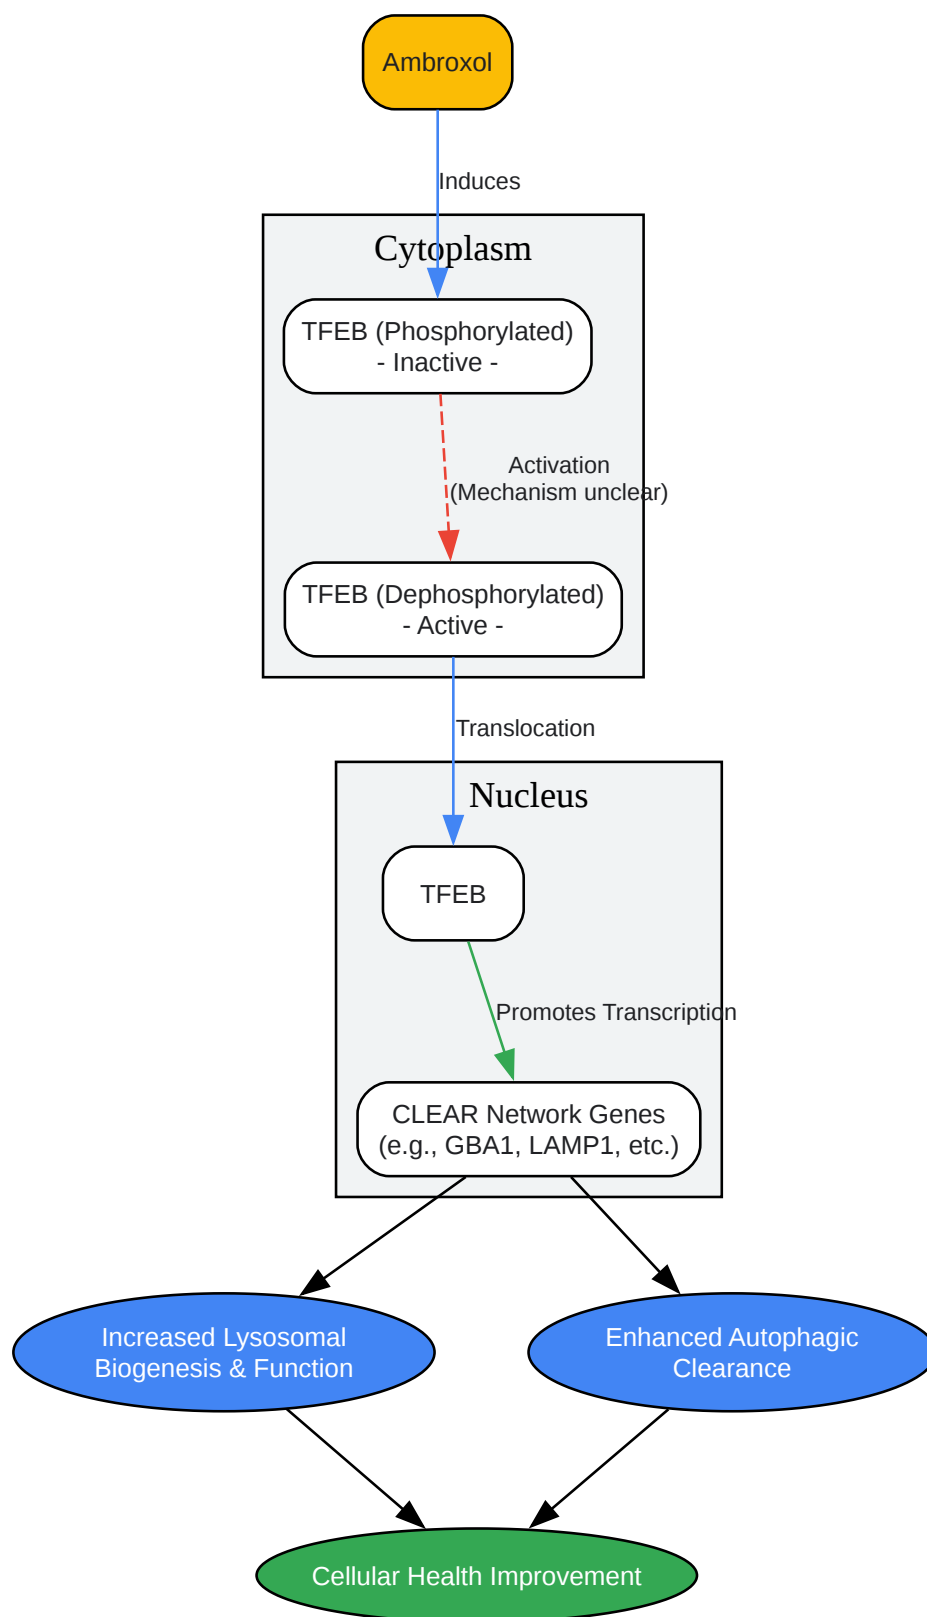 Ambroxol
Induces
Cytoplasm
TFEB (Phosphorylated)
- Inactive -
Activation
(Mechanism unclear)
TFEB (Dephosphorylated)
- Active -
Translocation
Nucleus
TFEB
Promotes Transcription
CLEAR Network Genes
(e.g., GBA1, LAMP1, etc.)
Increased Lysosomal
Biogenesis & Function
Enhanced Autophagic
Clearance
Cellular Health Improvement